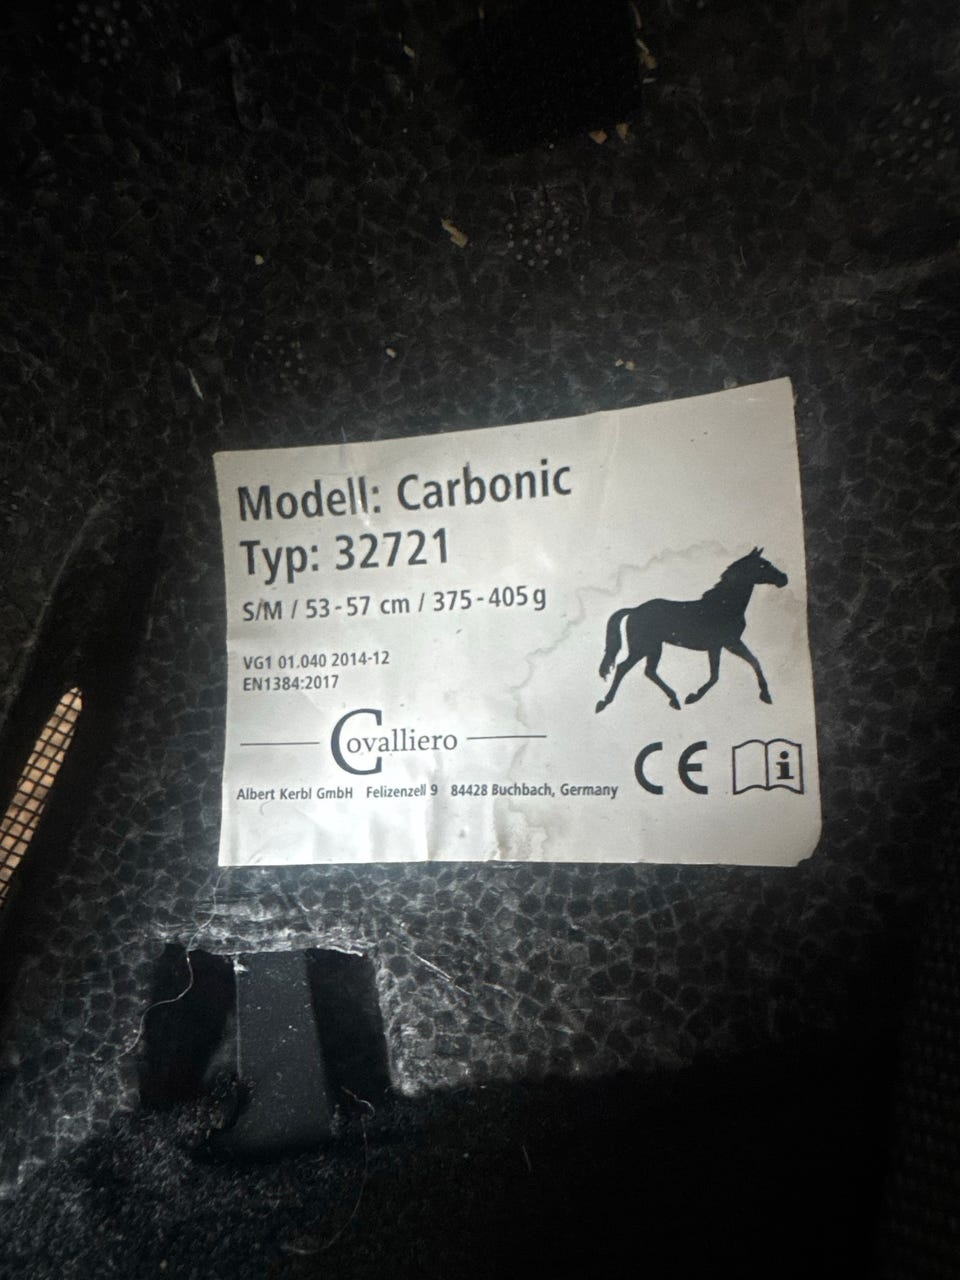 Modell: Carbonic
Typ: 32721
S/M / 53-57 cm / 375-405 g
VG1 01.040 2014-12
EN1384:2017
Covalliero
Albert Kerbl GmbH Felizenzell 9 84428 Buchbach, Germany
CE i